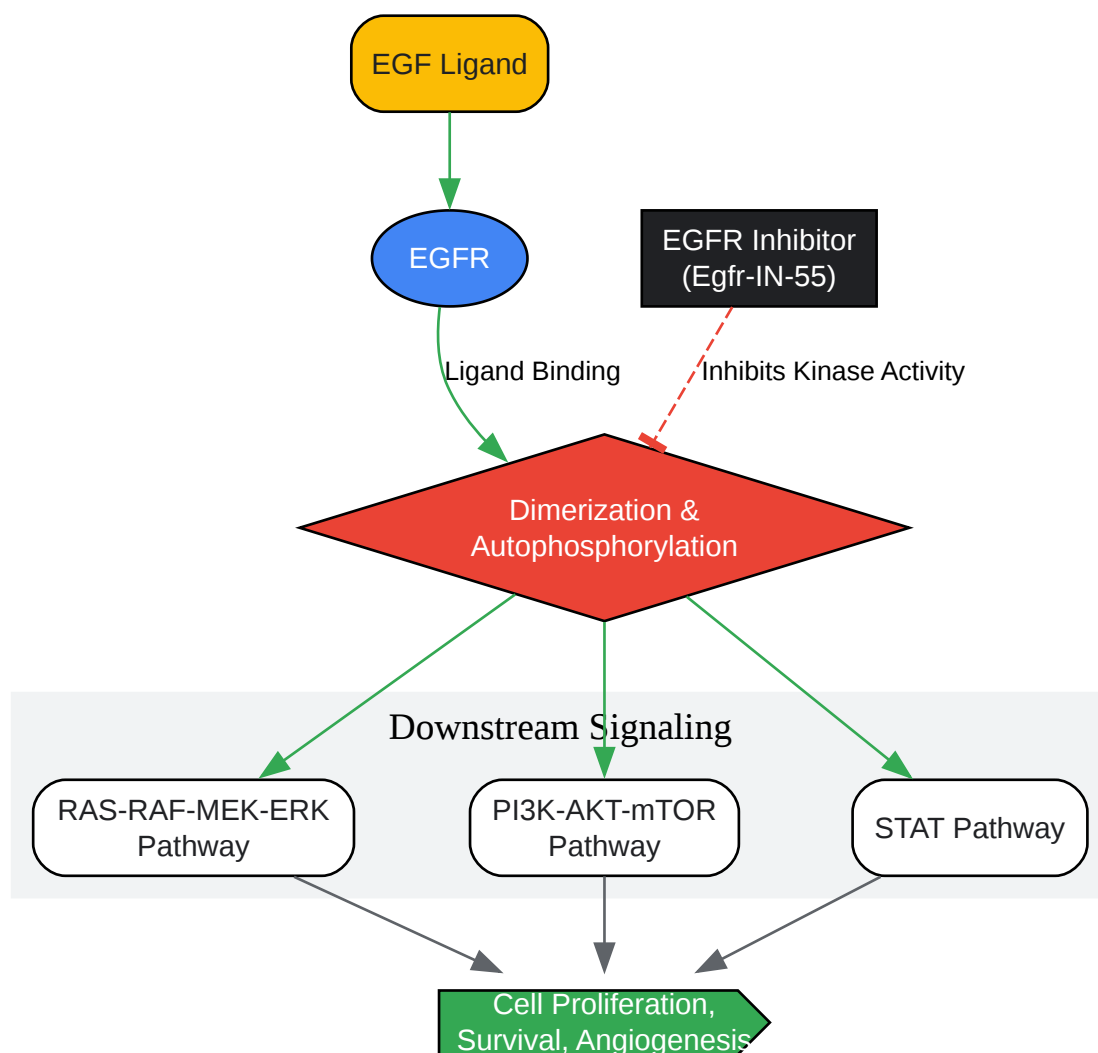 EGF Ligand
EGFR
EGFR Inhibitor
(Egfr-IN-55)
Ligand Binding
Inhibits Kinase Activity
Dimerization &
Autophosphorylation
Downstream Signaling
RAS-RAF-MEK-ERK
Pathway
PI3K-AKT-mTOR
Pathway
STAT Pathway
Cell Proliferation,
Survival, Angiogenesis